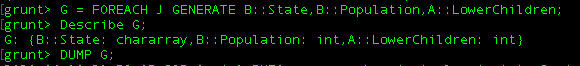 [grunt> G = FOREACH J GENERATE B::State,B::Population,A::LowerChildren;
[grunt> Describe G;
G: {B::State: chararray,B::Population: int,A::LowerChildren: int}
[grunt> DUMP G;